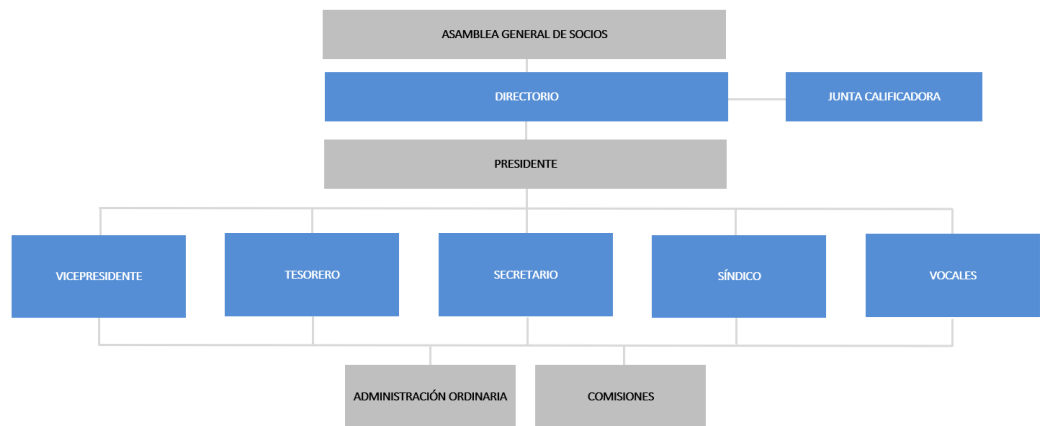 ASAMBLEA GENERAL DE SOCIOS
DIRECTORIO
JUNTA CALIFICADORA
PRESIDENTE
VICEPRESIDENTE
TESORERO
SECRETARIO
SÍNDICO
VOCALES
ADMINISTRACIÓN ORDINARIA
COMISIONES